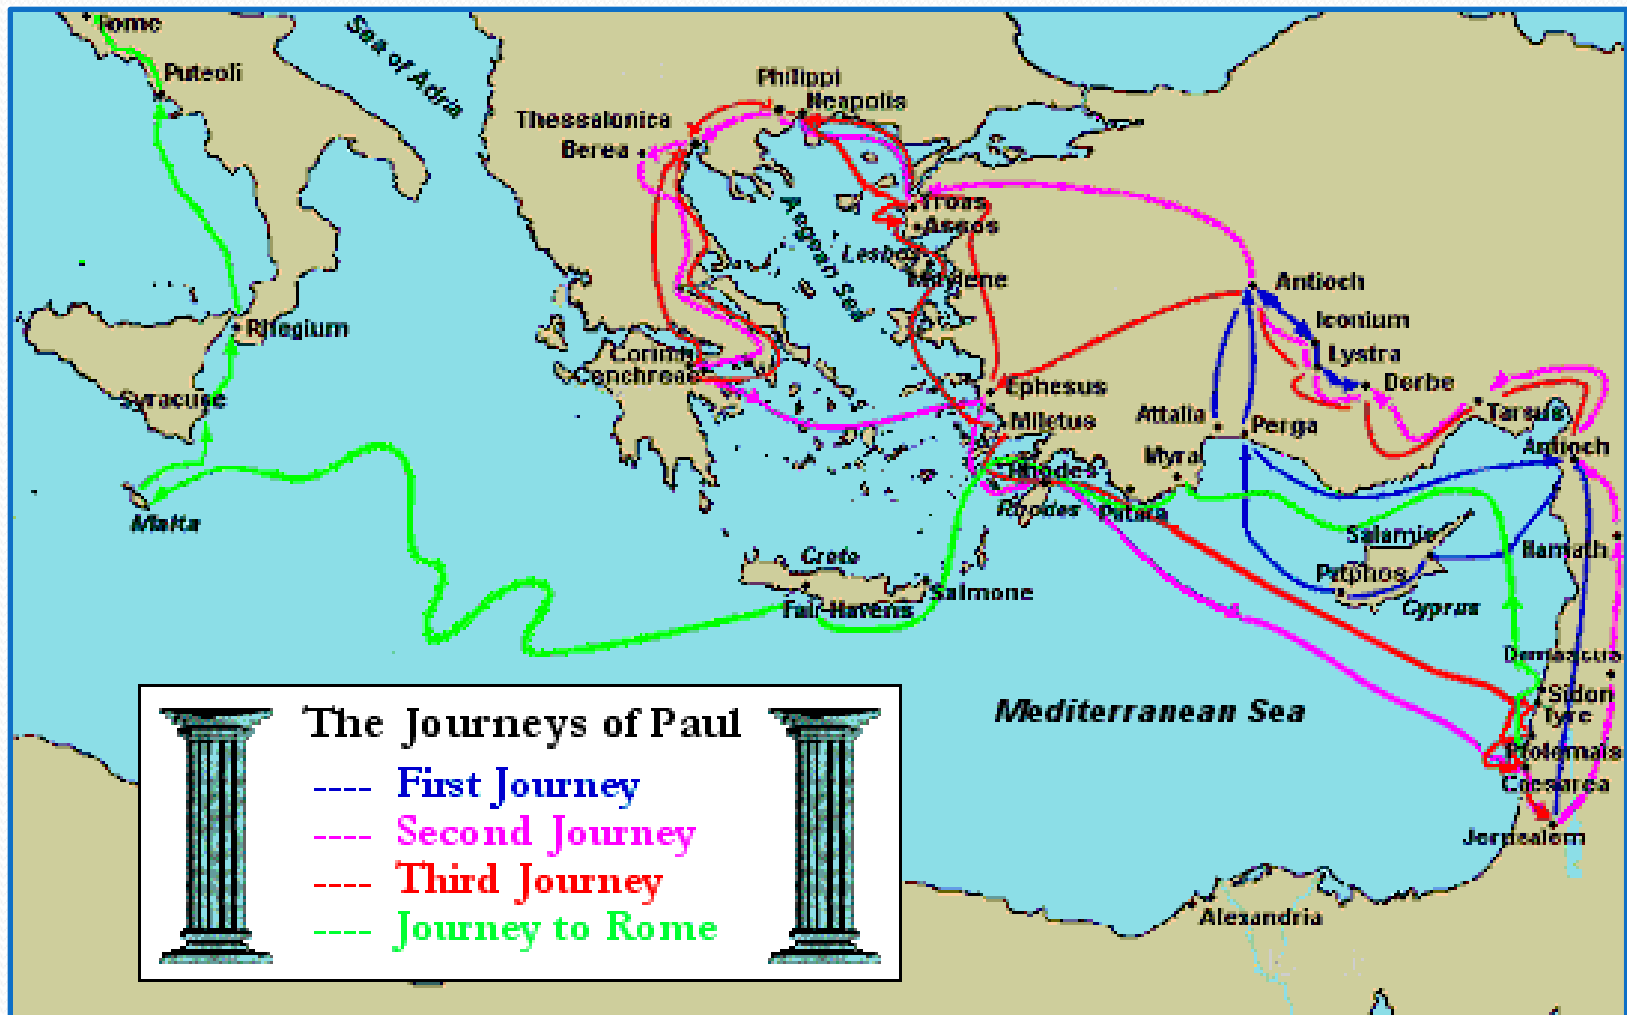 Rome
Puteoli
Sea of Adria
Philippi
Neapolis
Thessalonica
Berea
Troas
Assos
Aegean Sea
Lesbos
Mitylene
Antioch
Iconium
Rhegium
Lystra
Corinth
Cenchreae
Ephesus
Derbe
Syracuse
Attalia
Miletus
Perga
Tarsus
Antioch
Myra
Rhodes
Rhodes
Patara
Malta
Salamis
Hamath
Crete
Paphos
Salmone
Fair Havens
Cyprus
Damascus
Sidon
Tyre
Mediterranean Sea
Ptolemais
Caesarea
Jerusalem
Alexandria
The Journeys of Paul
---- First Journey
---- Second Journey
---- Third Journey
---- Journey to Rome